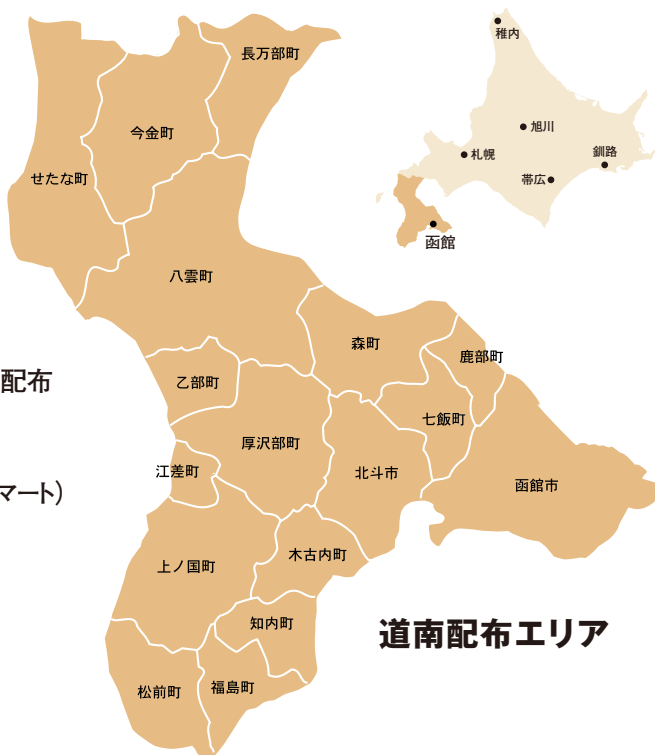 長万部町
今金町
せたな町
八雲町
森町
鹿部町
乙部町
七飯町
厚沢部町
江差町
北斗市
函館市
上ノ国町
木古内町
知内町
松前町
福島町
稚内
旭川
札幌
釧路
帯広
函館
配布
マート）
道南配布エリア